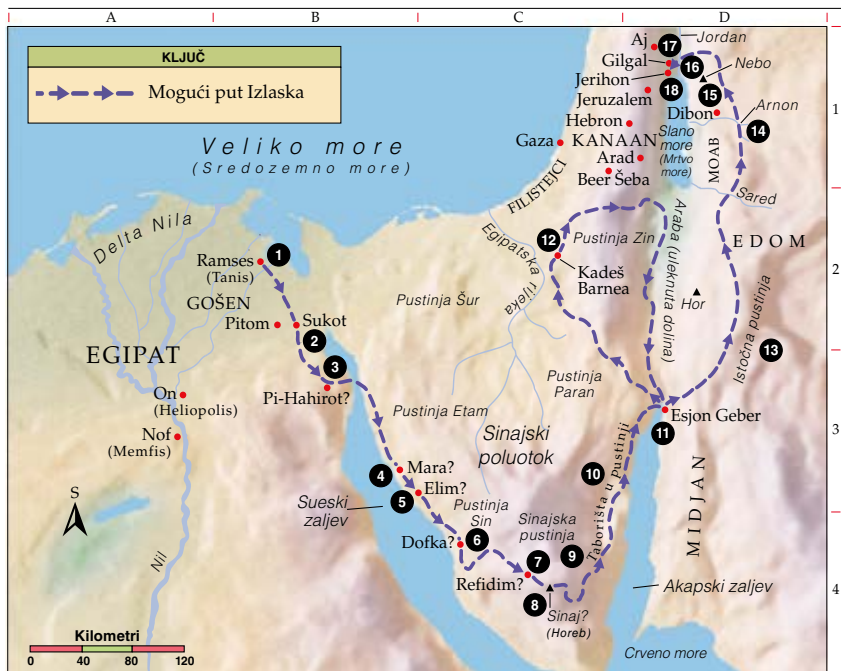 A B C D
KLJUČ
Mogući put Izlaska
Veliko more
(Sredozemno more)
Aj
17
Jordan
Gilgal
16
Nebo
Jerihon
18
15
Jeruzalem
Dibon
Arnon
14
1
Hebron
Gaza
KANAAN
Slano
more
(Mrtvo
more)
MOAB
Arad
Beer Šeba
FILISTEJCI
Sared
Delta Nila
Ramses
(Tanis)
1
Egipatska
rijeka
12
Pustinja Zin
Kadeš
Barnea
Araba (uleknuta dolina)
EDOM
2
GOŠEN
Pitom
Sukot
2
Pustinja Šur
Hor
Istočna pustinja
13
EGIPAT
3
Pi-Hahirot?
On
(Heliopolis)
Nof
(Memfis)
Pustinja Etam
Pustinja
Paran
Esjon Geber
11
3
Sinajski
poluotok
Mara?
4
Elim?
5
Sueski
zaljev
10
Taborišta u pustinji
MIDJAN
S
Pustinja
Sin
6
Dofka?
Sinajska
pustinja
7
9
Refidim?
8
Sinaj?
(Horeb)
Akapski zaljev
4
Nil
Crveno more
Kilometri
0 40 80 120